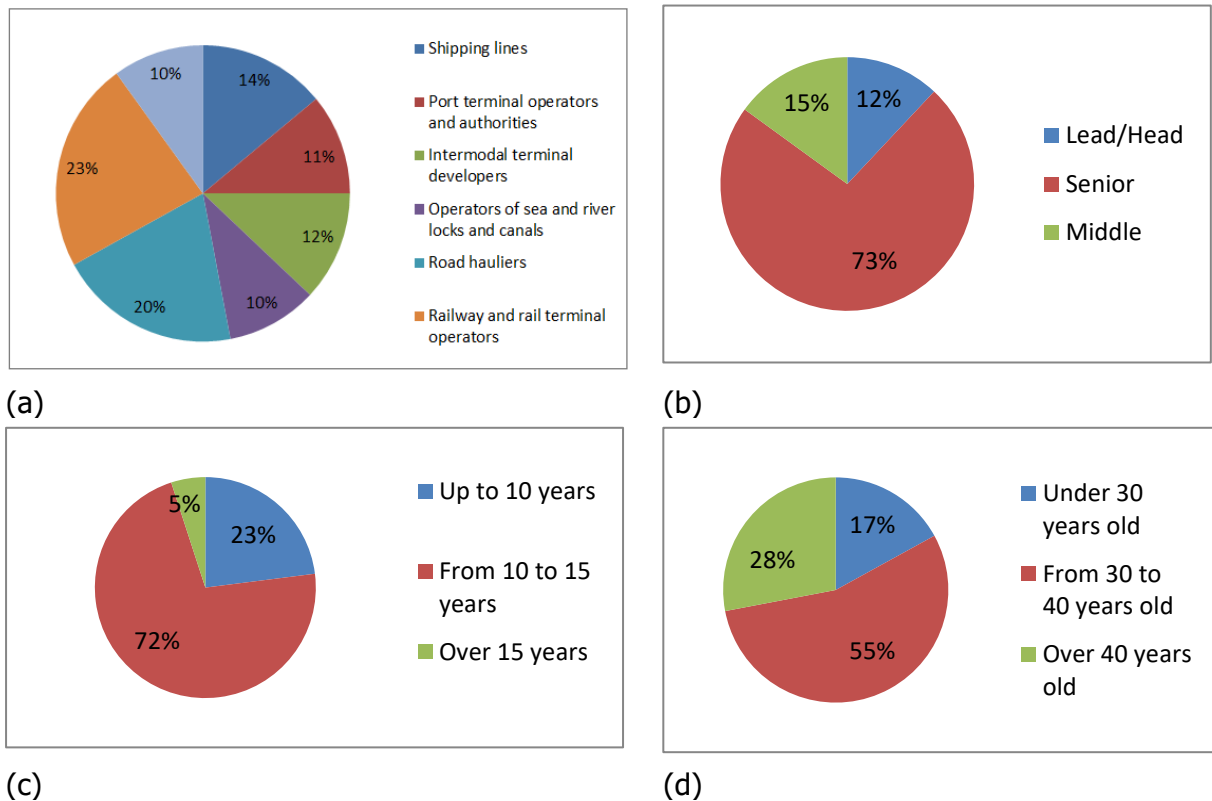 10%
14%
11%
12%
10%
20%
23%
Shipping lines
Port terminal operators
and authorities
Intermodal terminal
developers
Operators of sea and river
locks and canals
Road hauliers
Railway and rail terminal
operators
(a)
15%
12%
73%
Lead/Head
Senior
Middle
(b)
5%
23%
72%
Up to 10 years
From 10 to 15
years
Over 15 years
(c)
17%
28%
55%
Under 30
years old
From 30 to
40 years old
Over 40 years
old
(d)